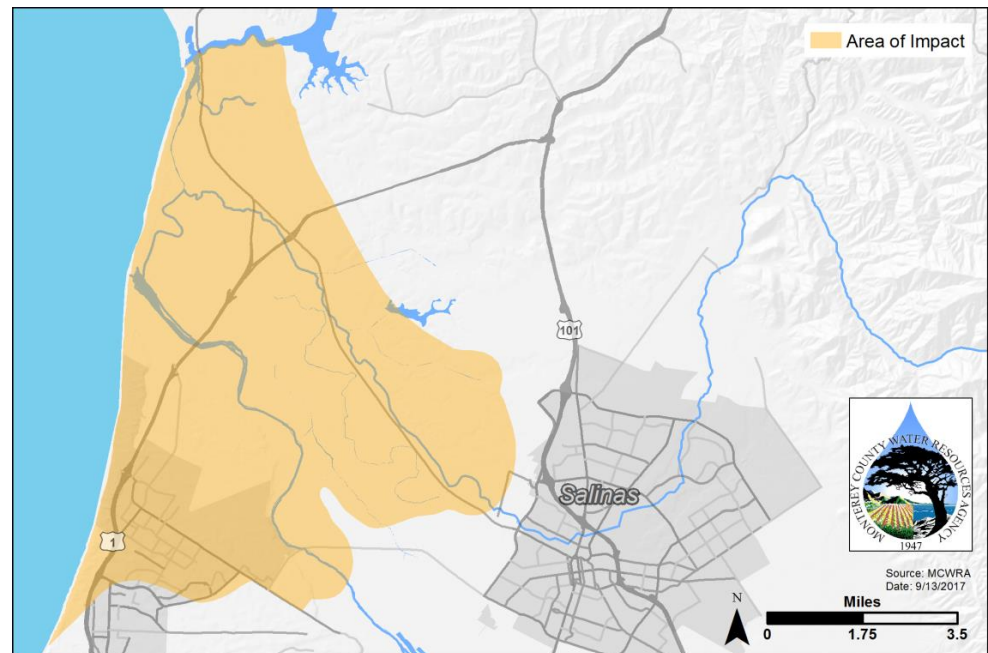 Area of Impact
101
Salinas
1
MONTEREY COUNTY WATER RESOURCES AGENCY
1947
Source: MCWRA
Date: 9/13/2017
N
Miles
0 1.75 3.5